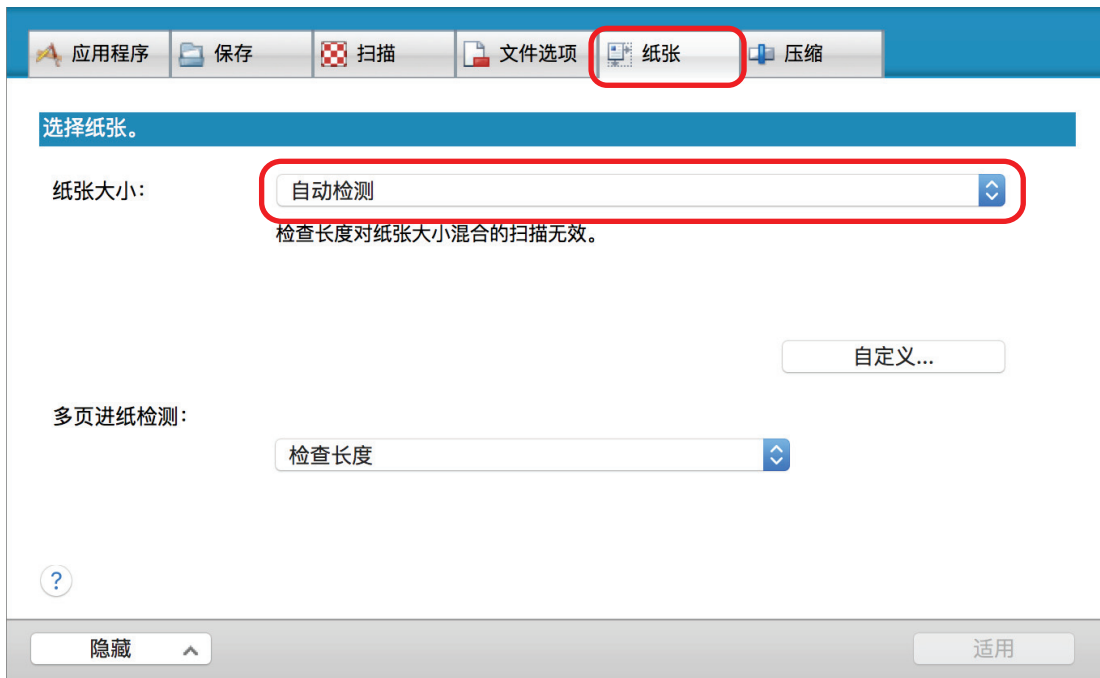 应用程序 保存 扫描 文件选项 纸张 压缩
选择纸张。
纸张大小： 自动检测
检查长度对纸张大小混合的扫描无效。
自定义...
多页进纸检测：
检查长度
?
隐藏 适用